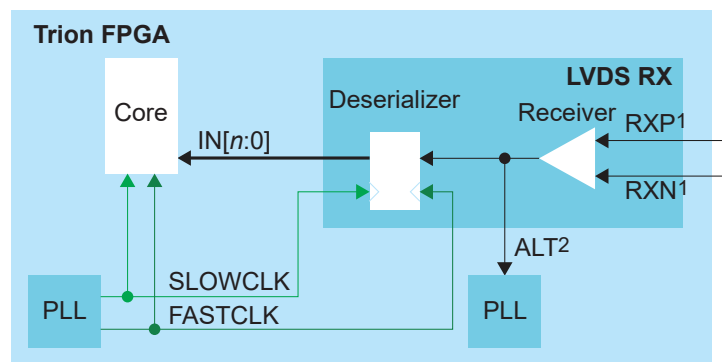 Trion FPGA
LVDS RX
Deserializer
Core
Receiver
RXP1
IN[n:0]
RXN1
ALT2
SLOWCLK
PLL
PLL
FASTCLK